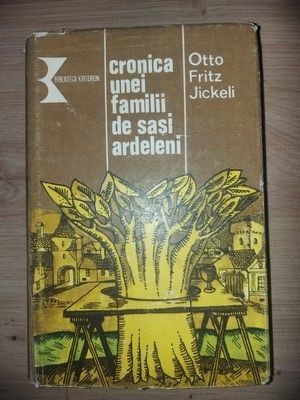 BIBLIOTECA KRITERION
cronica
unei
familii
de sași
ardeleni
Otto
Fritz
Jickeli